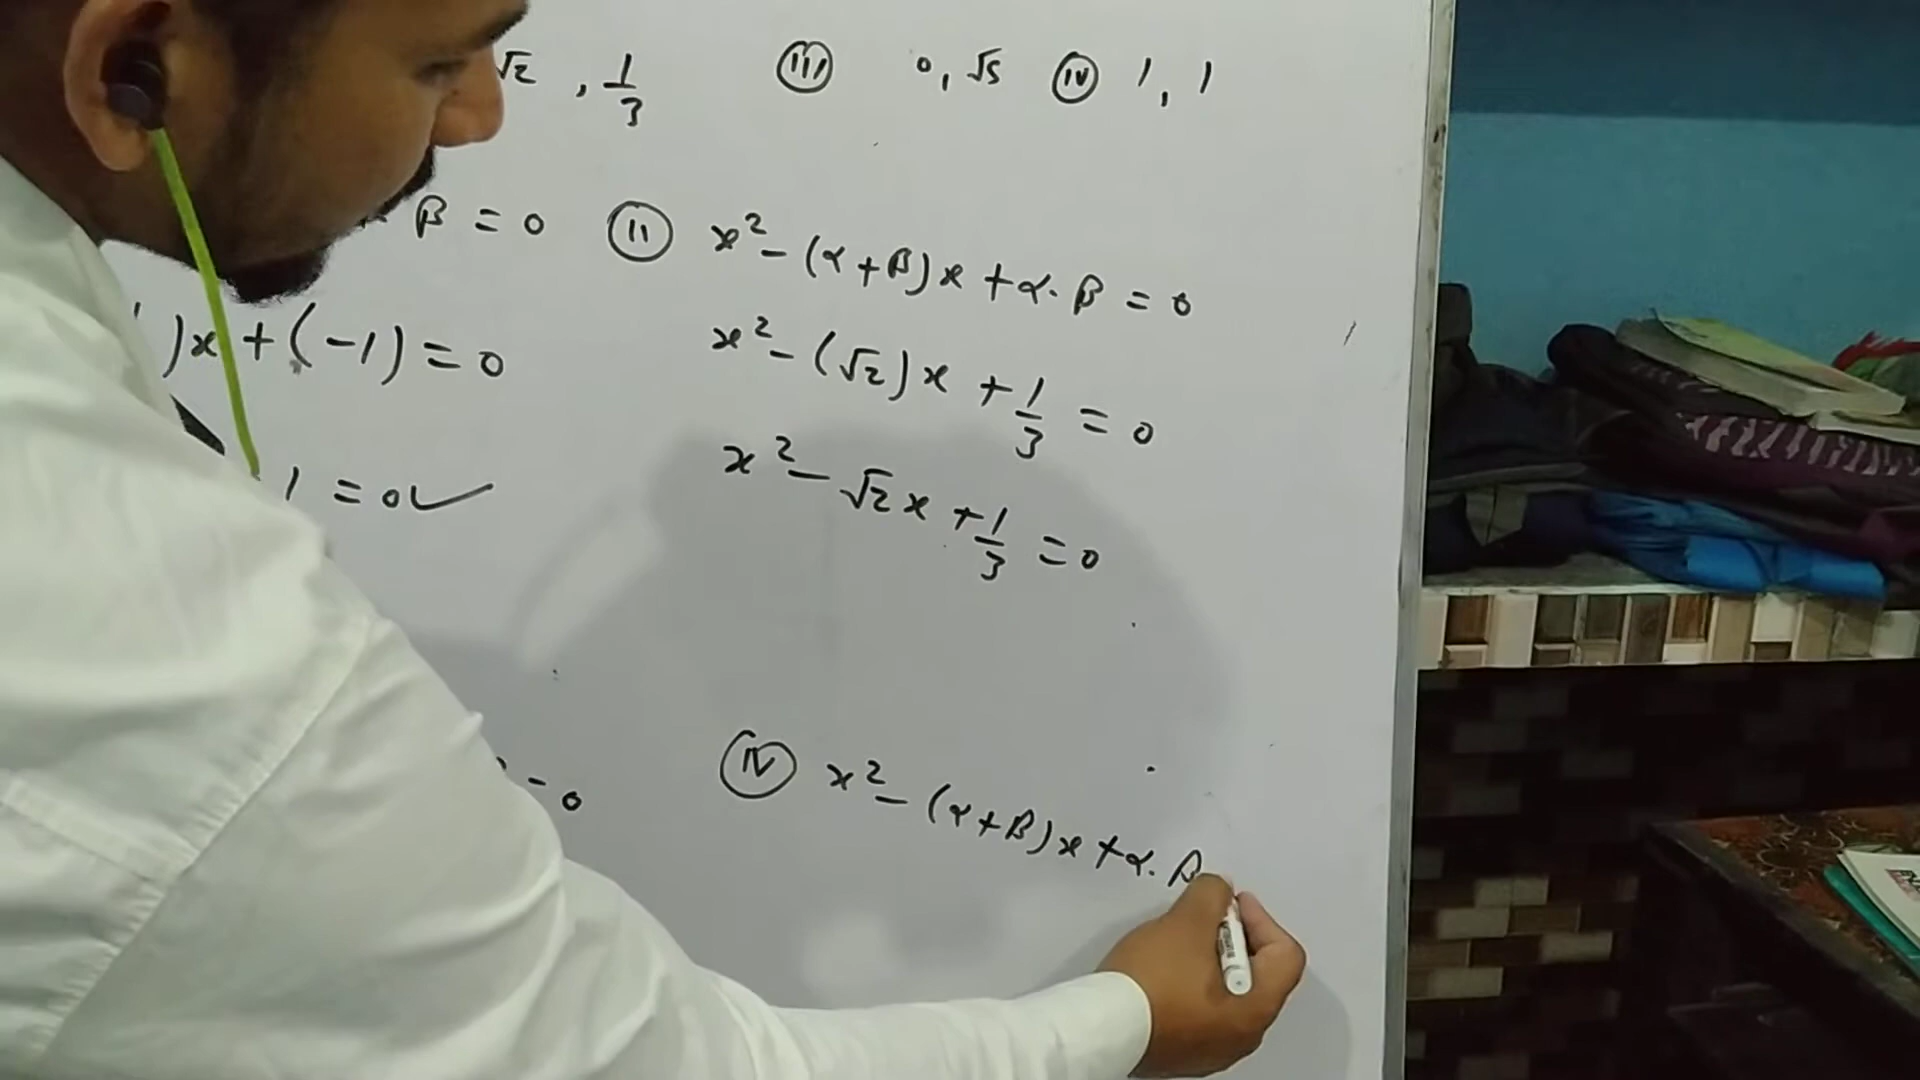 √2 , 1/3 (iii) 0, √5 (iv) 1, 1
β = 0
)x + (-1) = 0
1 = 0 ✓
(ii) x² - (α + β)x + α. β = 0
x² - (√2)x + 1/3 = 0
x² - √2x + 1/3 = 0
- 0
(iv) x² - (α + β)x + α. β